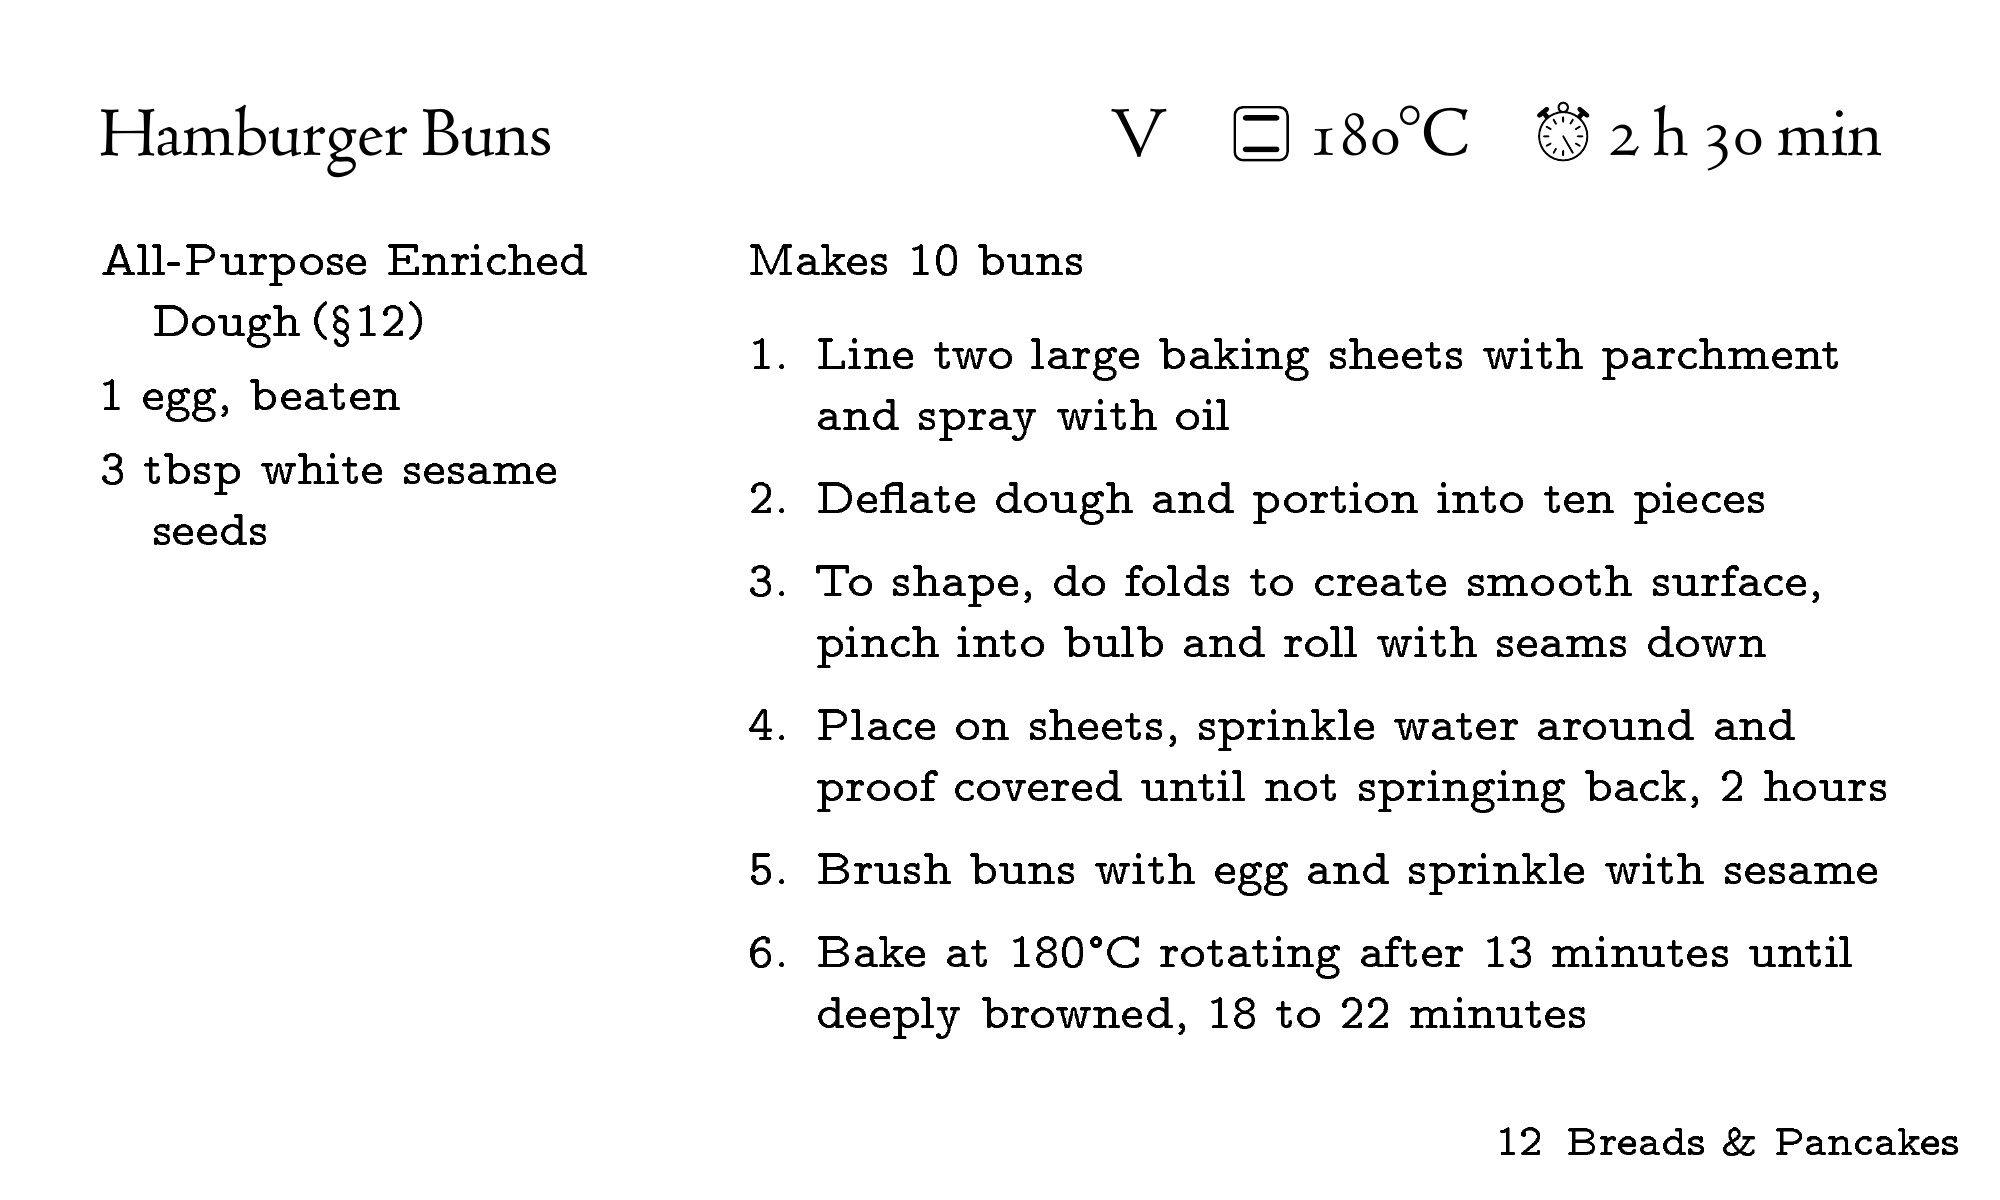 Hamburger Buns
V 180°C 2 h 30 min
All-Purpose Enriched
Dough (§12)
1 egg, beaten
3 tbsp white sesame
seeds
Makes 10 buns
1. Line two large baking sheets with parchment
and spray with oil
2. Deflate dough and portion into ten pieces
3. To shape, do folds to create smooth surface,
pinch into bulb and roll with seams down
4. Place on sheets, sprinkle water around and
proof covered until not springing back, 2 hours
5. Brush buns with egg and sprinkle with sesame
6. Bake at 180°C rotating after 13 minutes until
deeply browned, 18 to 22 minutes
12 Breads & Pancakes